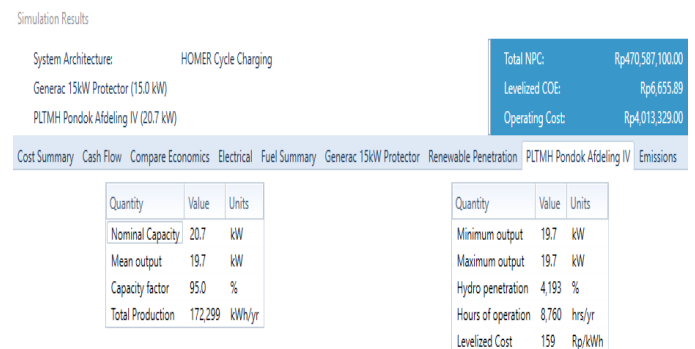 Simulation Results
System Architecture: HOMER Cycle Charging
Generac 15kW Protector (15.0 kW)
PLTMH Pondok Afdeling IV (20.7 kW)
Total NPC: Rp470,587,100.00
Levelized COE: Rp6,655.89
Operating Cost: Rp4,013,329.00
Cost Summary Cash Flow Compare Economics Electrical Fuel Summary Generac 15kW Protector Renewable Penetration PLTMH Pondok Afdeling IV Emissions
Quantity Value Units
Nominal Capacity 20.7 kW
Mean output 19.7 kW
Capacity factor 95.0 %
Total Production 172,299 kWh/yr
Quantity Value Units
Minimum output 19.7 kW
Maximum output 19.7 kW
Hydro penetration 4,193 %
Hours of operation 8,760 hrs/yr
Levelized Cost 159 Rp/kWh